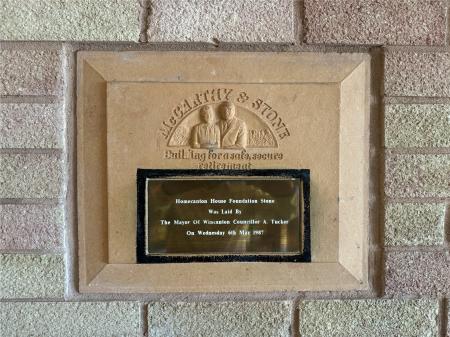 McCARTHY & STONE
Building for a safe, secure
retirement
Homecanton House Foundation Stone
Was Laid By
The Mayor Of Wincanton Councillor A. Tucker
On Wednesday 6th May 1987